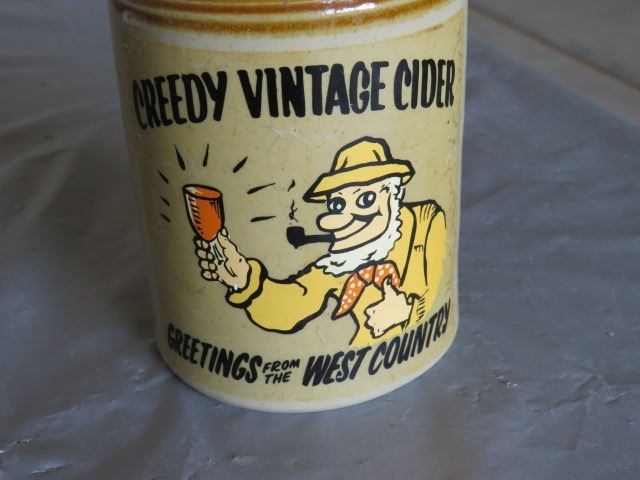 CREEDY VINTAGE CIDER
GREETINGS FROM THE WEST COUNTRY